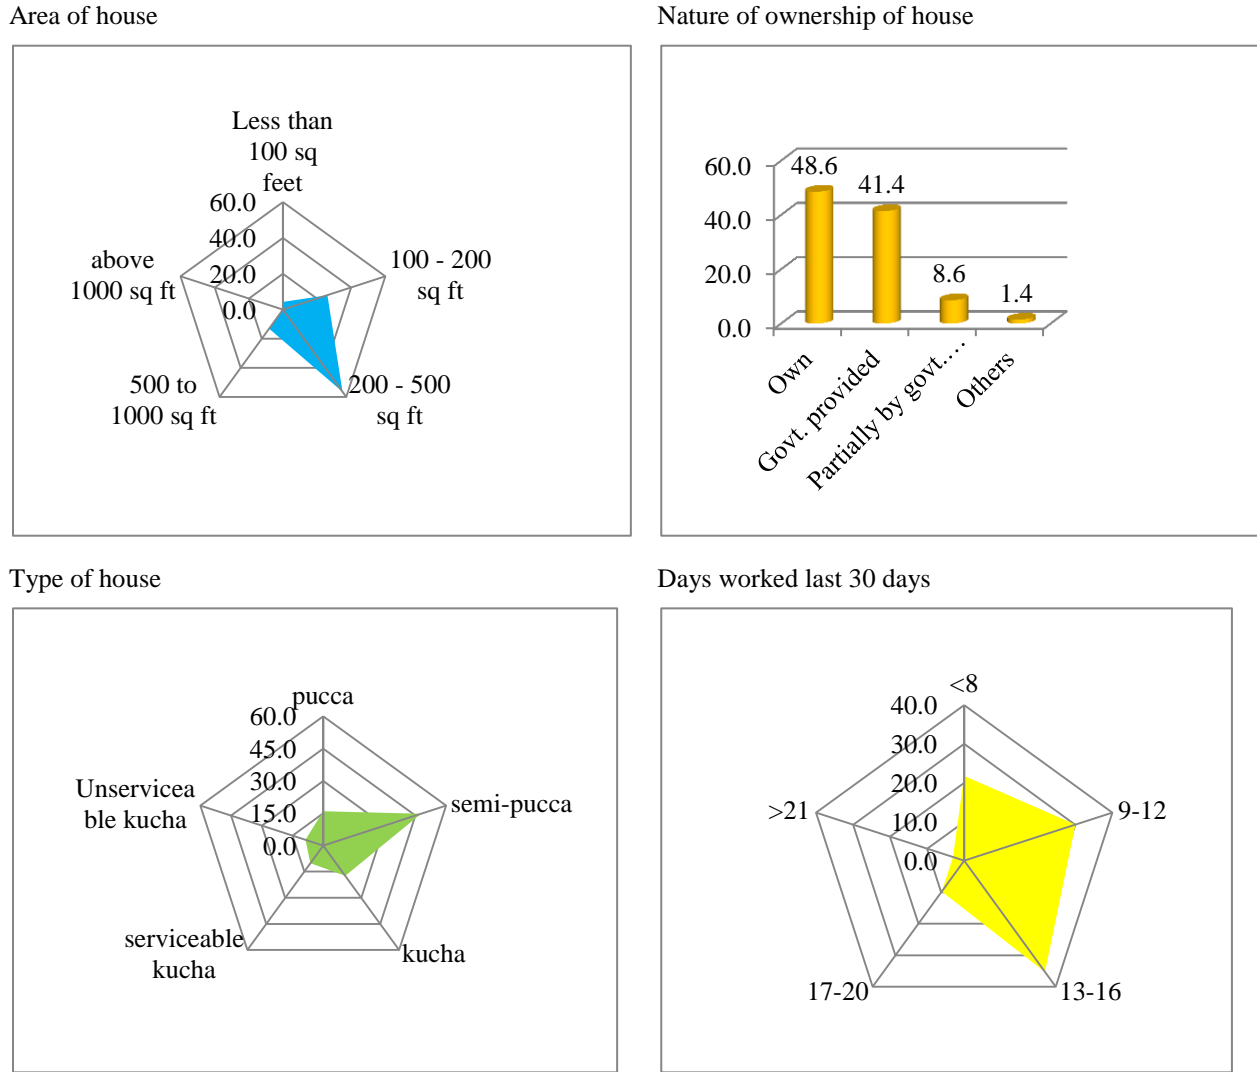 Area of house
Less than
100 sq
feet
60.0
40.0
20.0
0.0
100 - 200
sq ft
200 - 500
sq ft
500 to
1000 sq ft
above
1000 sq ft
Nature of ownership of house
60.0
40.0
20.0
0.0
48.6
41.4
8.6
1.4
Own
Govt. provided
Partially by govt....
Others
Type of house
pucca
60.0
45.0
30.0
15.0
0.0
semi-pucca
kucha
serviceable
kucha
Unservicea
ble kucha
Days worked last 30 days
<8
40.0
30.0
20.0
10.0
0.0
9-12
13-16
17-20
>21